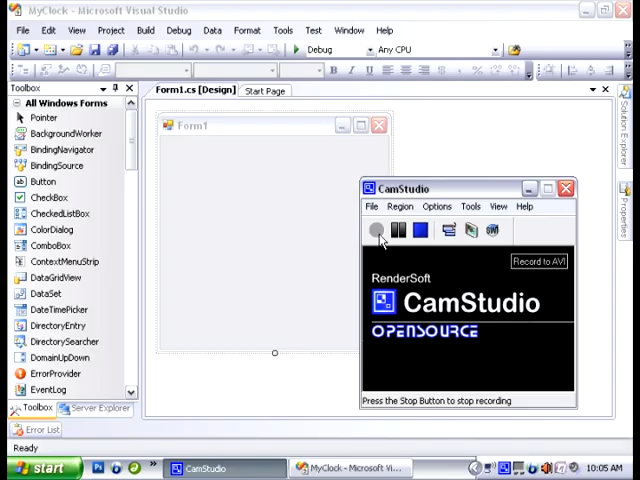 MyClock - Microsoft Visual Studio
File Edit View Project Build Debug Data Format Tools Test Window Help
Debug Any CPU
Toolbox
Form1.cs [Design] Start Page
All Windows Forms
Pointer
BackgroundWorker
BindingNavigator
BindingSource
Button
CheckBox
CheckedListBox
ColorDialog
ComboBox
ContextMenuStrip
DataGridView
DataSet
DateTimePicker
DirectoryEntry
DirectorySearcher
DomainUpDown
ErrorProvider
EventLog
Toolbox Server Explorer
Form1
CamStudio
File Region Options Tools View Help
Record to AVI
RenderSoft
CamStudio
OPENSOURCE
Press the Stop Button to stop recording
Solution Explorer
Properties
Error List
Ready
start
CamStudio
MyClock - Microsoft Vi...
10:05 AM